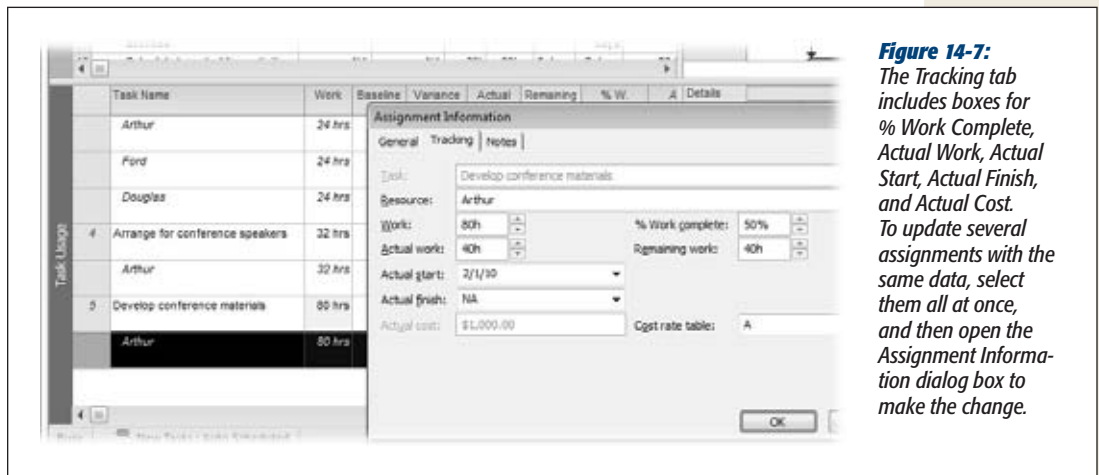 Task Name Work Baseline Variance Actual Remaining % W. A Details
Arthur 24 hrs
Ford 24 hrs
Douglas 24 hrs
4 Arrange for conference speakers 32 hrs
Arthur 32 hrs
5 Develop conference materials 80 hrs
Arthur 80 hrs
Task Usage
Assignment Information
General Tracking Notes
Task: Develop conference materials
Resource: Arthur
Work: 80h % Work complete: 50%
Actual work: 40h Remaining work: 40h
Actual start: 2/1/10
Actual finish: NA
Actual cost: $1,000.00 Cost rate table: A
OK
New Tasks : Auto Scheduled
Figure 14-7:
The Tracking tab
includes boxes for
% Work Complete,
Actual Work, Actual
Start, Actual Finish,
and Actual Cost.
To update several
assignments with the
same data, select
them all at once,
and then open the
Assignment Informa-
tion dialog box to
make the change.